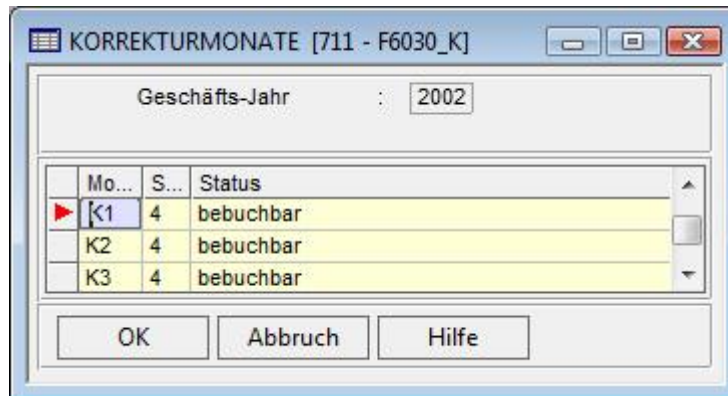 KORREKTURMONATE [711 - F6030_K]
Geschäfts-Jahr : 2002
Mo... S... Status
K1 4 bebuchbar
K2 4 bebuchbar
K3 4 bebuchbar
OK Abbruch Hilfe